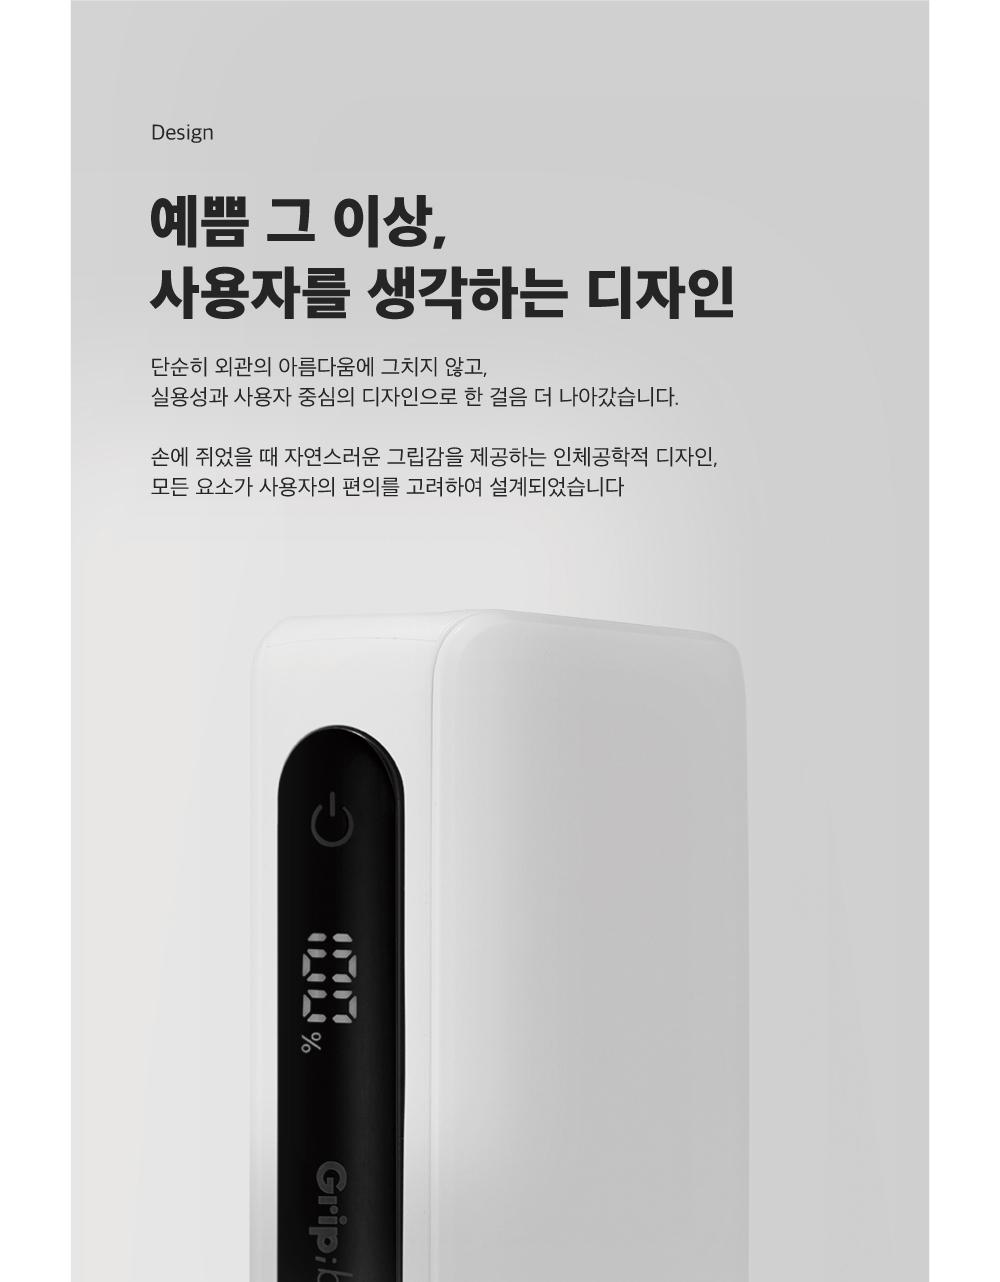 Design
예쁨 그 이상,
사용자를 생각하는 디자인
단순히 외관의 아름다움에 그치지 않고,
실용성과 사용자 중심의 디자인으로 한 걸음 더 나아갔습니다.
손에 쥐었을 때 자연스러운 그립감을 제공하는 인체공학적 디자인,
모든 요소가 사용자의 편의를 고려하여 설계되었습니다
100%
Grip:b